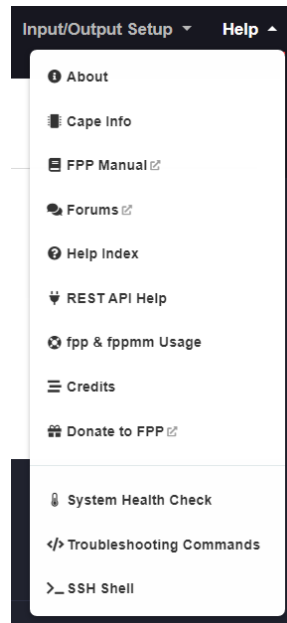 Input/Output Setup Help
About
Cape Info
FPP Manual
Forums
Help Index
REST API Help
fpp & fppmm Usage
Credits
Donate to FPP
System Health Check
Troubleshooting Commands
SSH Shell